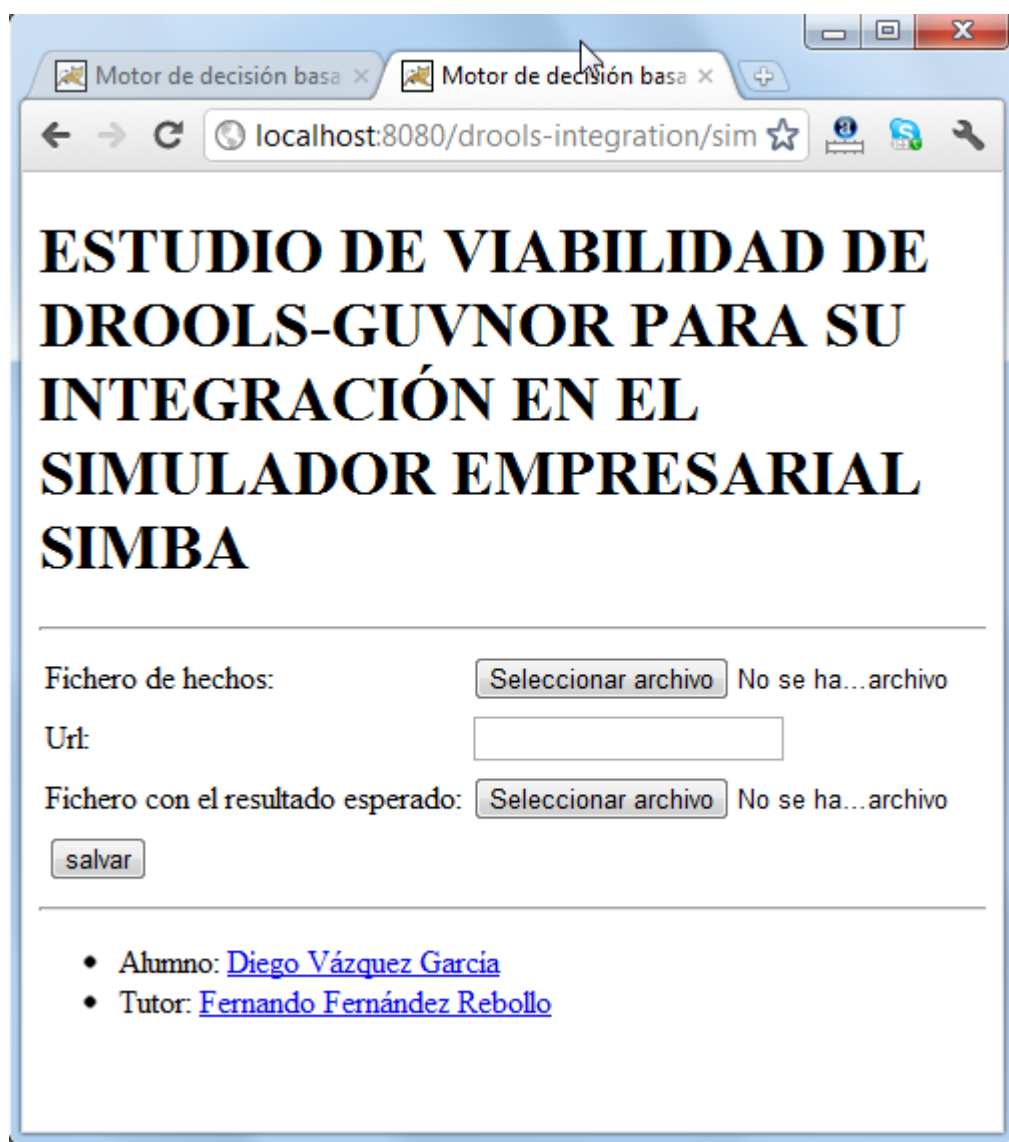 Motor de decisión basa
Motor de decisión basa
localhost:8080/drools-integration/sim
ESTUDIO DE VIABILIDAD DE
DROOLS-GUVNOR PARA SU
INTEGRACIÓN EN EL
SIMULADOR EMPRESARIAL
SIMBA
Fichero de hechos: Seleccionar archivo No se ha...archivo
Url:
Fichero con el resultado esperado: Seleccionar archivo No se ha...archivo
salvar
Alumno: Diego Vázquez García
Tutor: Fernando Fernández Rebollo